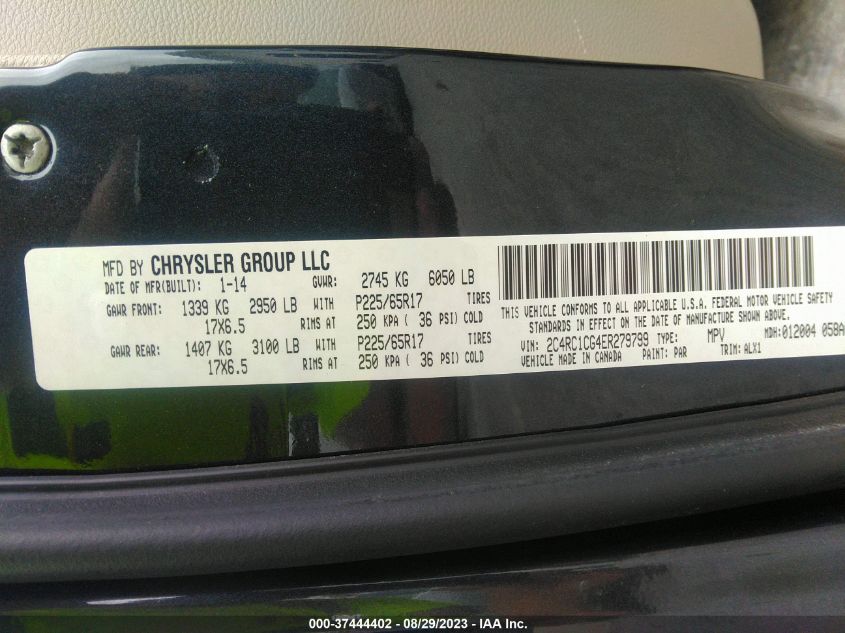 MFD BY CHRYSLER GROUP LLC
DATE OF MFR(BUILT): 1-14 GVWR: 2745 KG 6050 LB
GAWR FRONT: 1339 KG 2950 LB WITH P225/65R17 TIRES
17X6.5 RIMS AT 250 KPA ( 36 PSI) COLD
GAWR REAR: 1407 KG 3100 LB WITH P225/65R17 TIRES
17X6.5 RIMS AT 250 KPA ( 36 PSI) COLD
THIS VEHICLE CONFORMS TO ALL APPLICABLE U.S.A. FEDERAL MOTOR VEHICLE SAFETY
STANDARDS IN EFFECT ON THE DATE OF MANUFACTURE SHOWN ABOVE.
VIN: 2C4RC1CG4ER279799 TYPE: MPV MDH:012004 05BA
VEHICLE MADE IN CANADA PAINT: PAR TRIM: ALX1
000-37444402 - 08/29/2023 - IAA Inc.